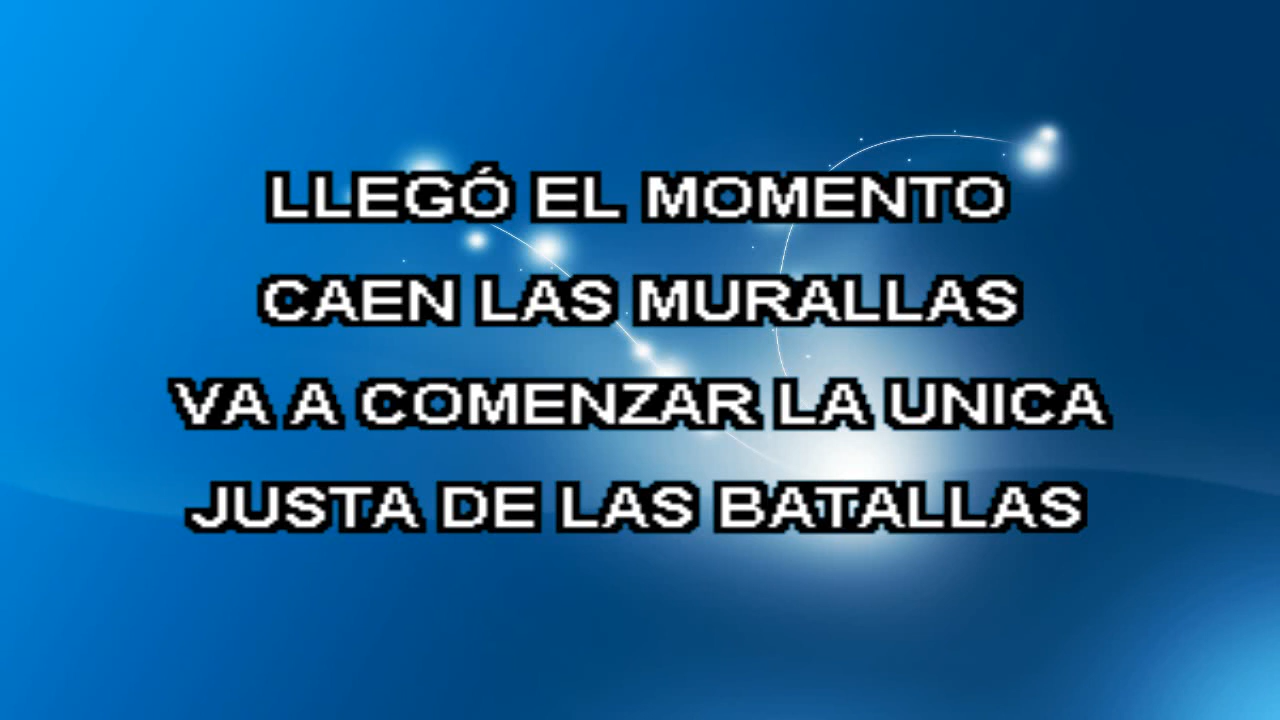 LLEGÓ EL MOMENTO
CAEN LAS MURALLAS
VA A COMENZAR LA UNICA
JUSTA DE LAS BATALLAS